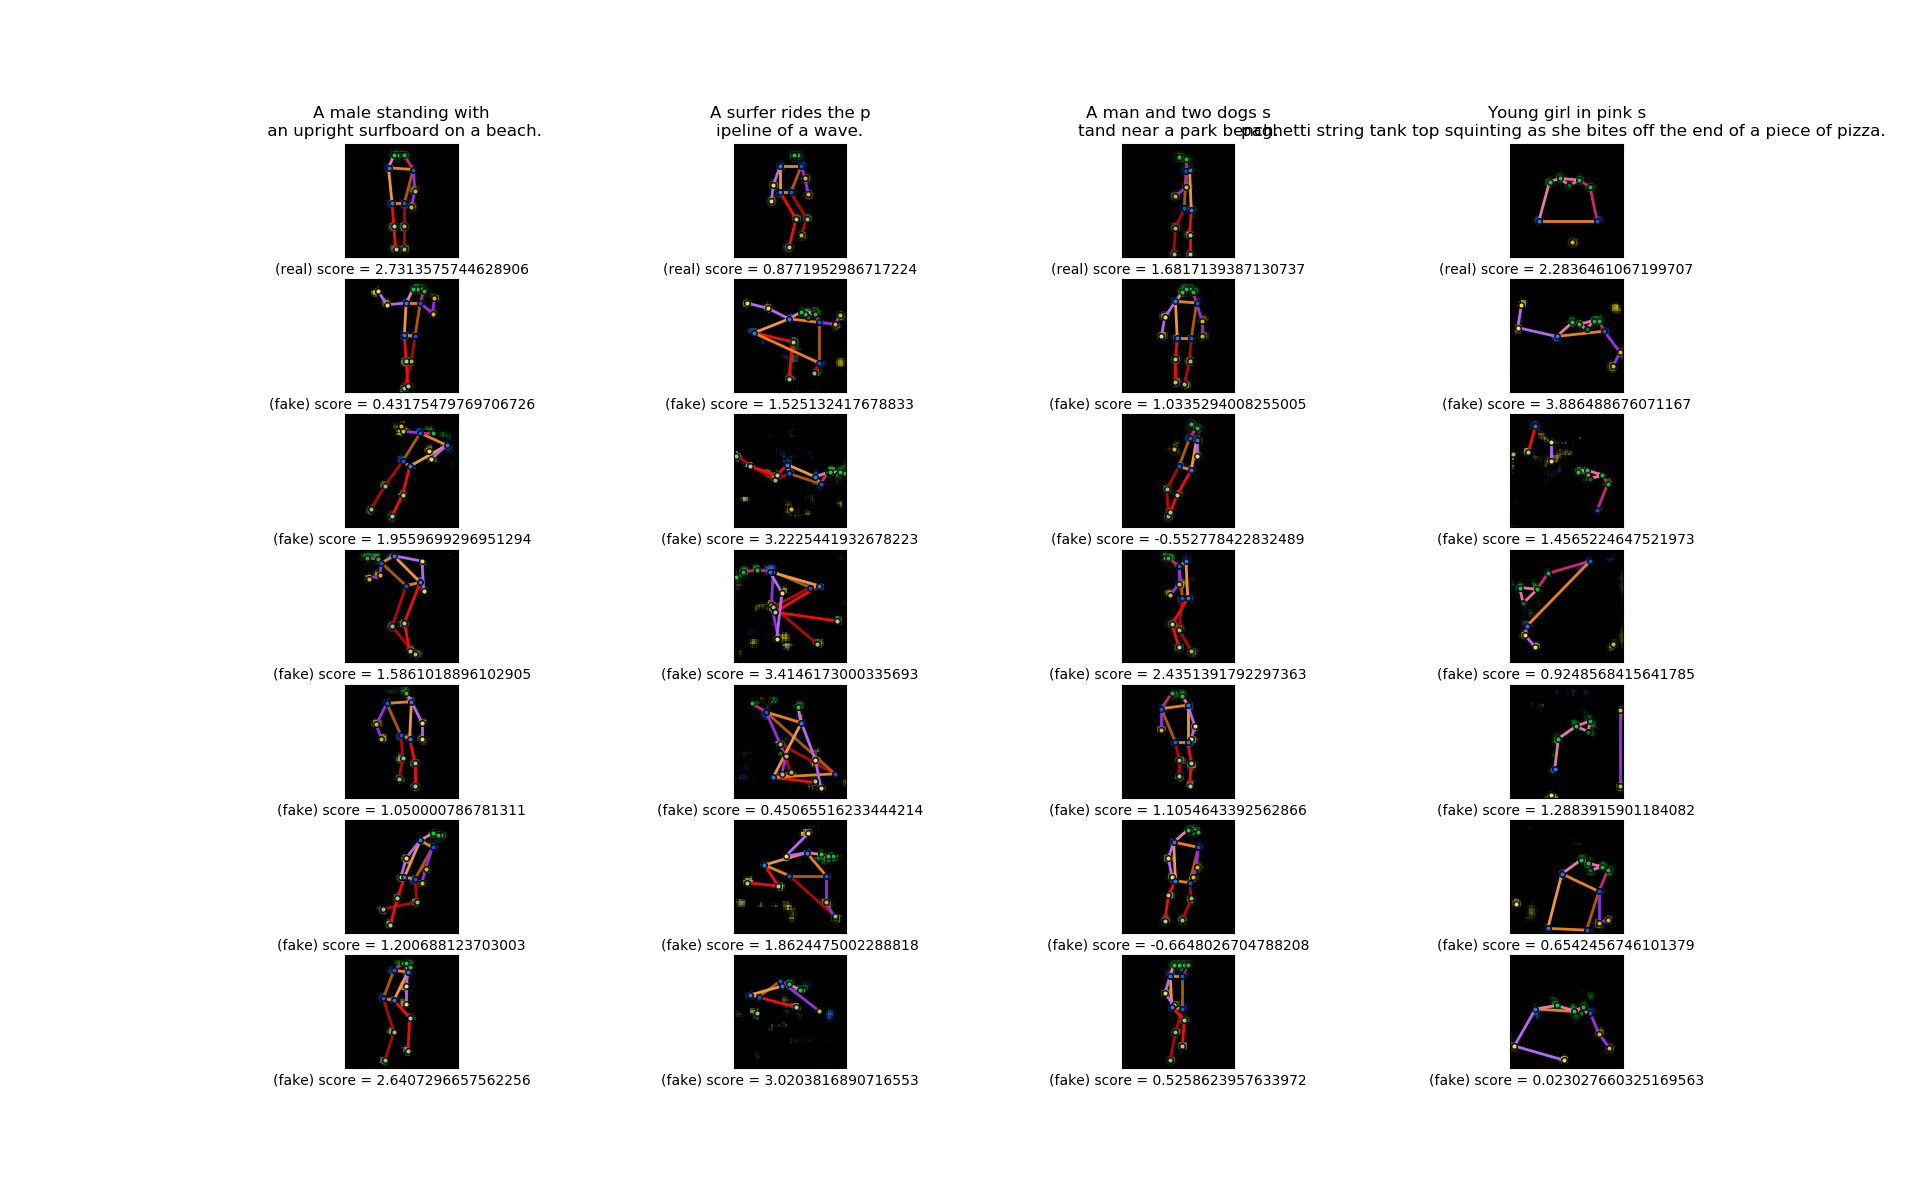 A male standing with
an upright surfboard on a beach.
A surfer rides the p
ipeline of a wave.
A man and two dogs s
tand near a park bench.
Young girl in pink s
paghetti string tank top squinting as she bites off the end of a piece of pizza.
(real) score = 2.7313575744628906
(real) score = 0.8771952986717224
(real) score = 1.6817139387130737
(real) score = 2.2836461067199707
(fake) score = 0.43175479769706726
(fake) score = 1.525132417678833
(fake) score = 1.0335294008255005
(fake) score = 3.886488676071167
(fake) score = 1.9559699296951294
(fake) score = 3.2225441932678223
(fake) score = -0.552778422832489
(fake) score = 1.4565224647521973
(fake) score = 1.5861018896102905
(fake) score = 3.4146173000335693
(fake) score = 2.4351391792297363
(fake) score = 0.9248568415641785
(fake) score = 1.050000786781311
(fake) score = 0.45065516233444214
(fake) score = 1.1054643392562866
(fake) score = 1.2883915901184082
(fake) score = 1.200688123703003
(fake) score = 1.8624475002288818
(fake) score = -0.6648026704788208
(fake) score = 0.6542456746101379
(fake) score = 2.6407296657562256
(fake) score = 3.0203816890716553
(fake) score = 0.5258623957633972
(fake) score = 0.023027660325169563